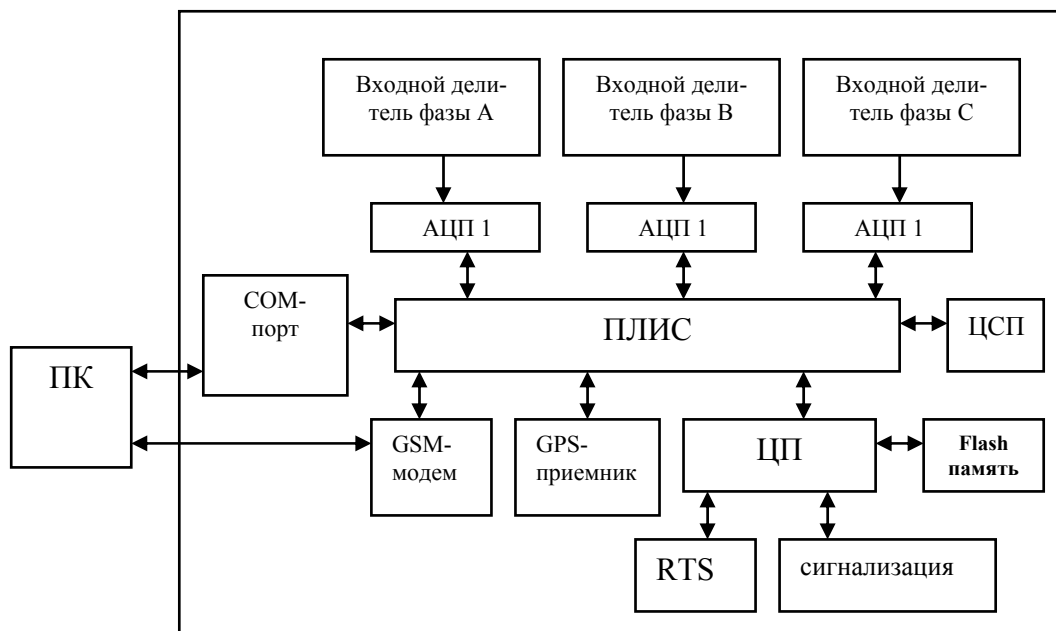 Входной дели-
тель фазы А
Входной дели-
тель фазы В
Входной дели-
тель фазы С
АЦП 1
АЦП 1
АЦП 1
COM-
порт
ПЛИС
ЦСП
ПК
GSM-
модем
GPS-
приемник
ЦП
Flash
память
RTS
сигнализация